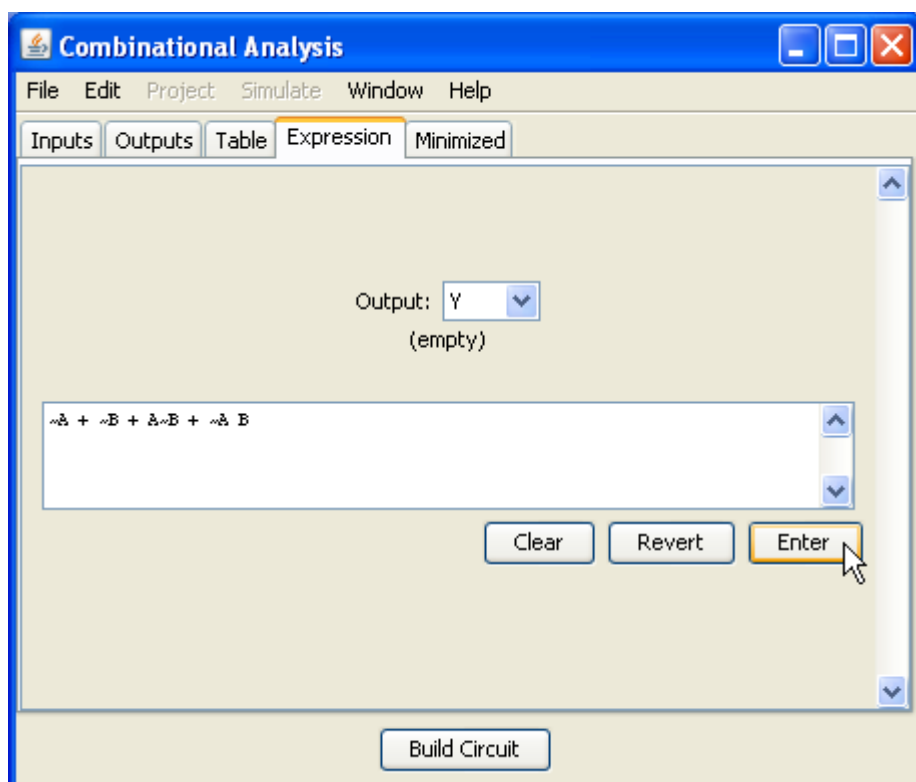 Combinational Analysis
File Edit Project Simulate Window Help
Inputs Outputs Table Expression Minimized
Output: Y
(empty)
~A + ~B + A~B + ~A B
Clear Revert Enter
Build Circuit